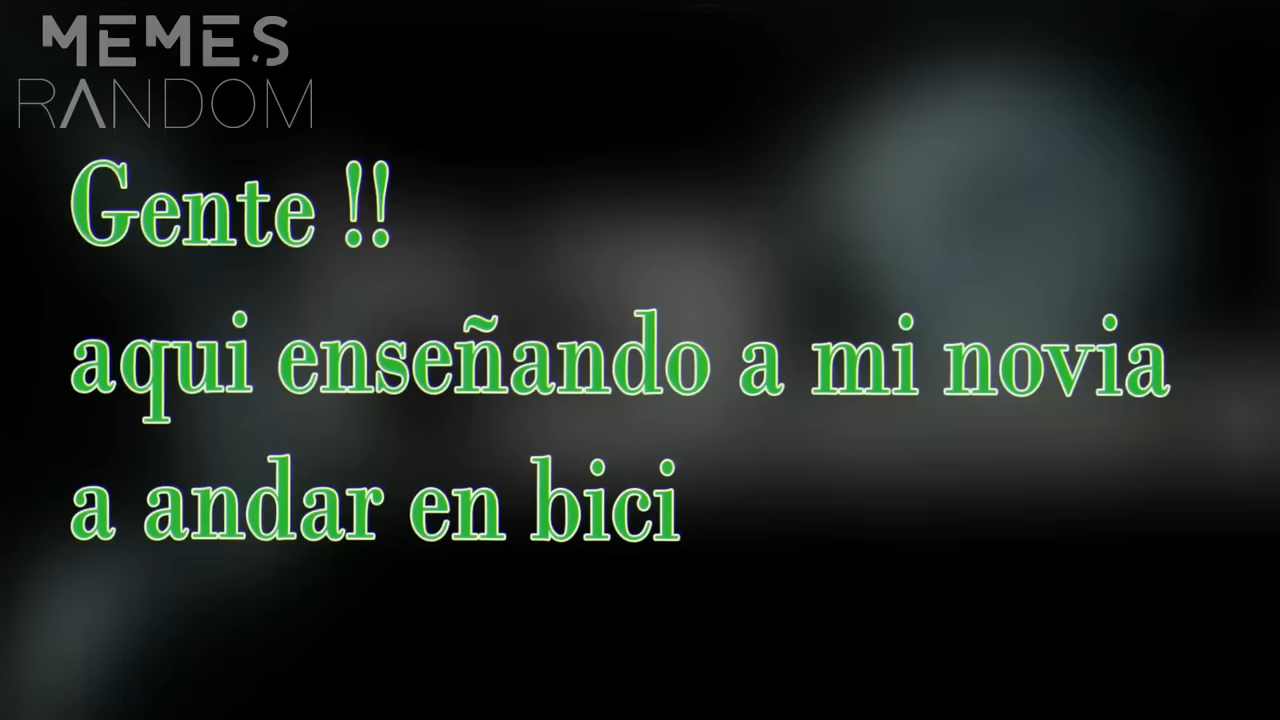 MEMES
RANDOM
Gente !!
aqui enseñando a mi novia
a andar en bici